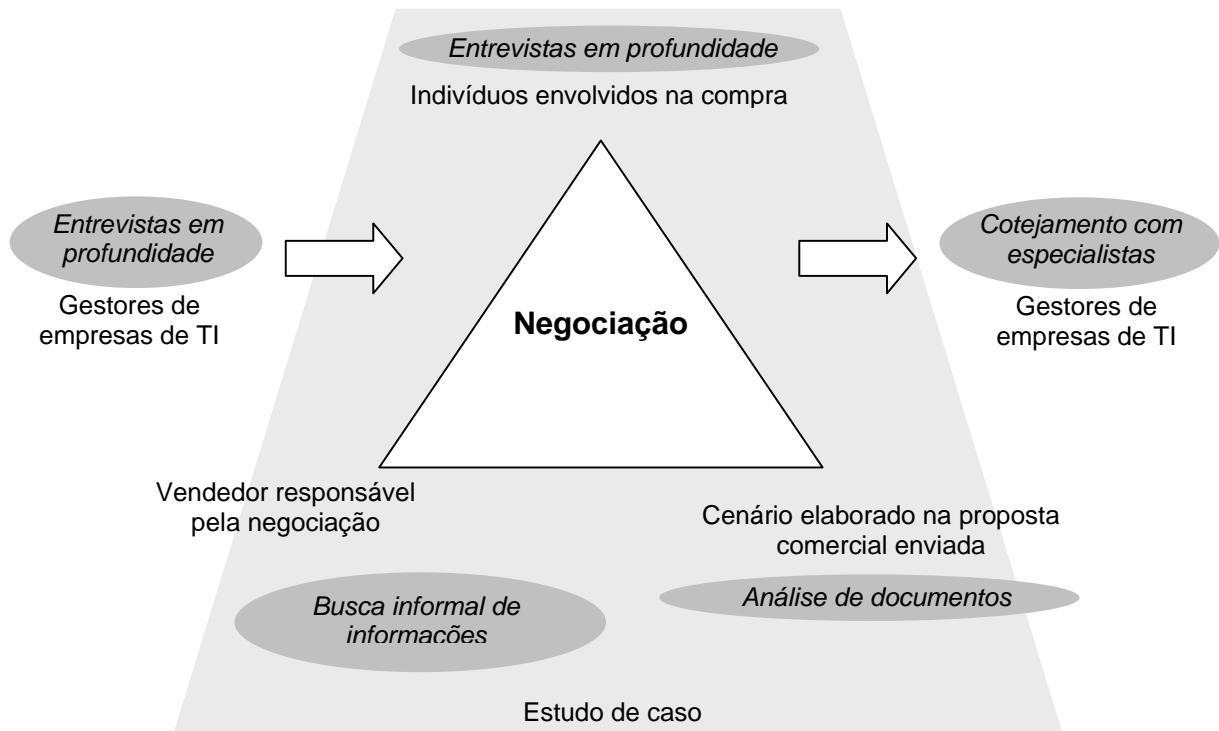 Entrevistas em profundidade
Indivíduos envolvidos na compra
Entrevistas em
profundidade
Gestores de
empresas de TI
Negociação
Cotejamento com
especialistas
Gestores de
empresas de TI
Vendedor responsável
pela negociação
Cenário elaborado na proposta
comercial enviada
Busca informal de
informações
Análise de documentos
Estudo de caso